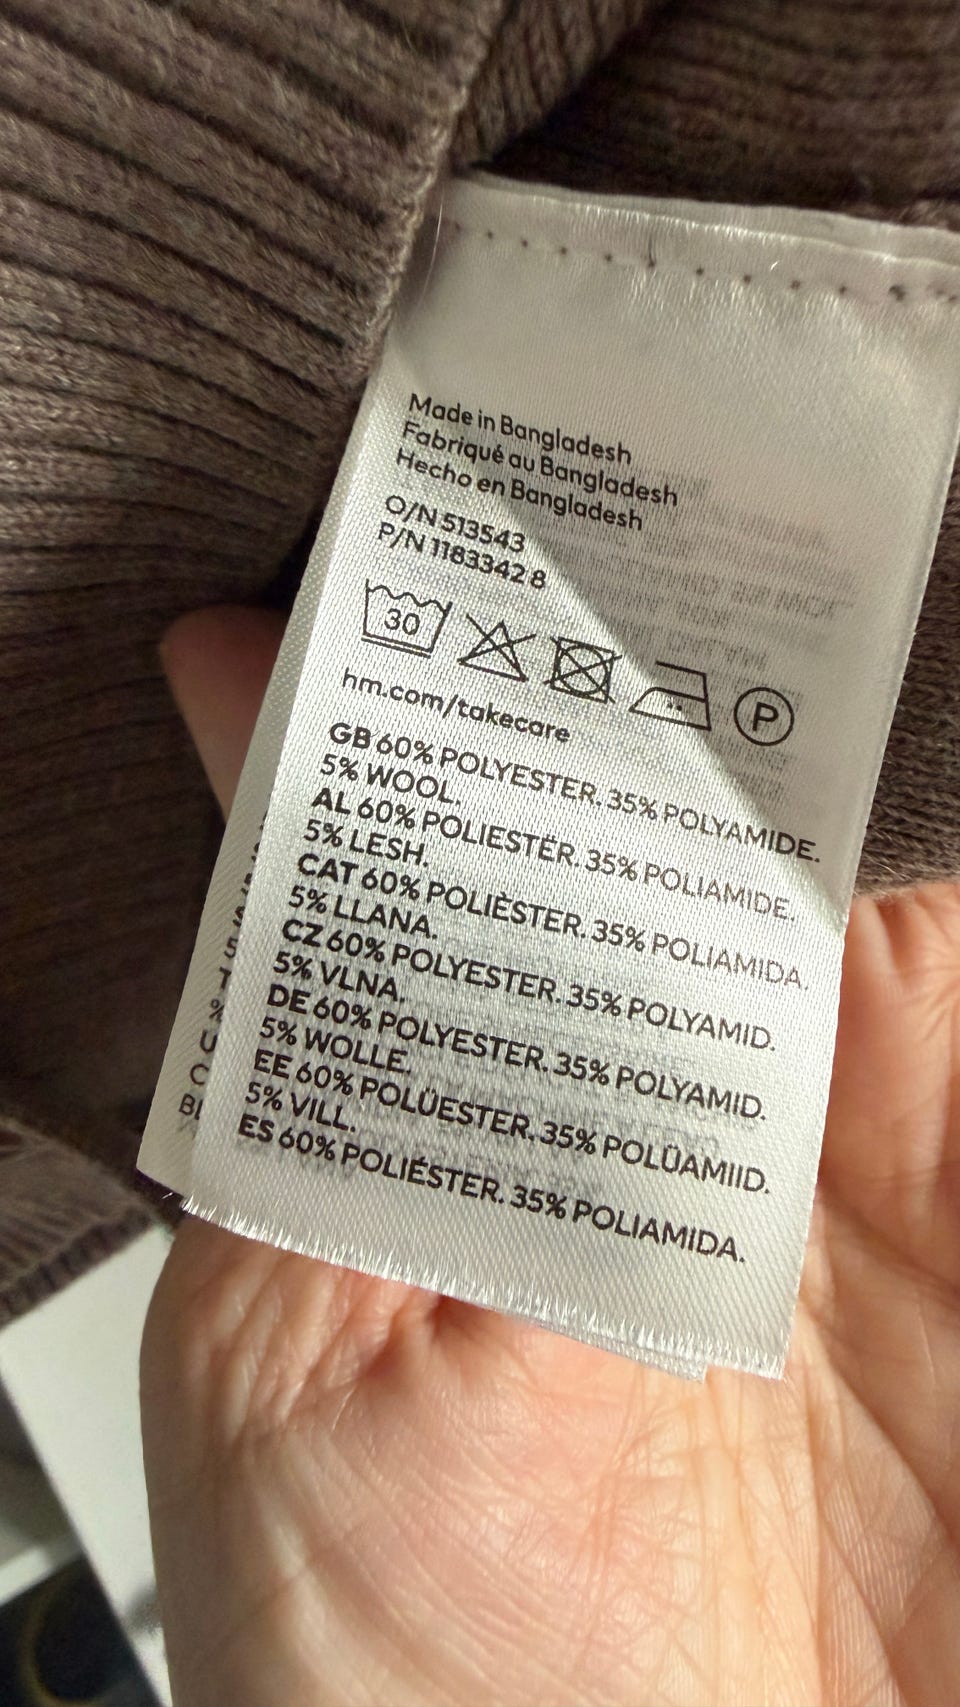 Made in Bangladesh
Fabriqué au Bangladesh
Hecho en Bangladesh
O/N 513543
P/N 1183342 8
30
P
hm.com/takecare
GB 60% POLYESTER. 35% POLYAMIDE.
5% WOOL.
AL 60% POLIESTËR. 35% POLIAMIDE.
5% LESH.
CAT 60% POLIÈSTER. 35% POLIAMIDA.
5% LLANA.
CZ 60% POLYESTER. 35% POLYAMID.
5% VLNA.
DE 60% POLYESTER. 35% POLYAMID.
5% WOLLE.
EE 60% POLÜESTER. 35% POLÜAMIID.
5% VILL.
ES 60% POLIÉSTER. 35% POLIAMIDA.